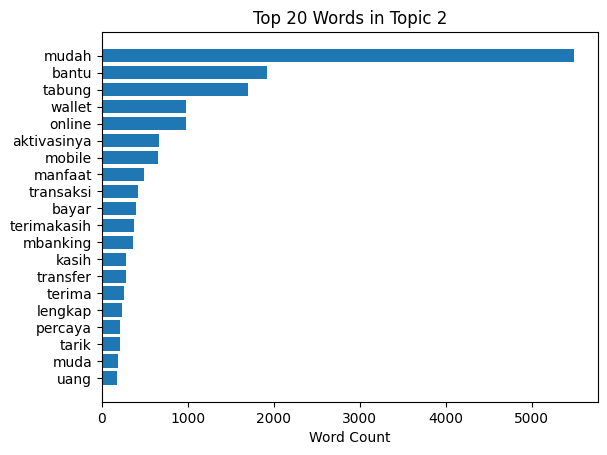 Top 20 Words in Topic 2
mudah
bantu
tabung
wallet
online
aktivasinya
mobile
manfaat
transaksi
bayar
terimakasih
mbanking
kasih
transfer
terima
lengkap
percaya
tarik
muda
uang
0 1000 2000 3000 4000 5000
Word Count